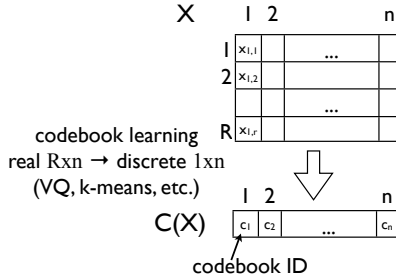 X
1 2 n
1 x1,1 ...
2 x1,2
R x1,r
codebook learning
real Rxn → discrete 1xn
(VQ, k-means, etc.)
1 2 n
C(X) c1 c2 ... cn
codebook ID